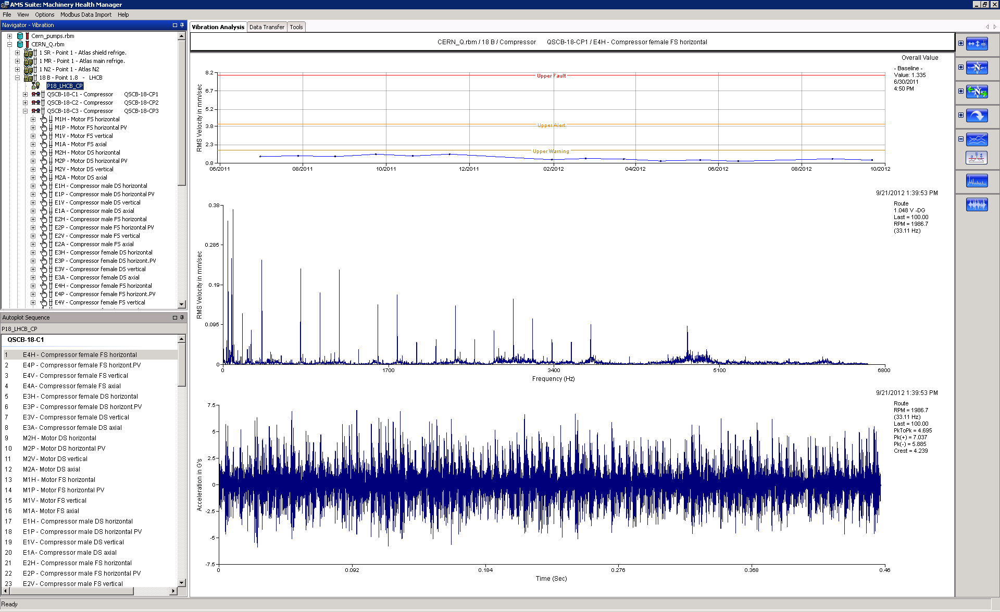 AMS Suite: Machinery Health Manager
File View Options Modbus Data Import Help
Navigator - Vibration
Cern_pumps.rbm
CERN_Q.rbm
1 SR - Point 1 - Atlas shield refrige.
1 MR - Point 1 - Atlas main refrige.
1 N2 - Point 1 - Atlas N2
18 B - Point 1.8 - LHCB
P18_LHCB_CP
QSCB-18-C1 - Compressor QSCB-18-CP1
QSCB-18-C2 - Compressor QSCB-18-CP2
QSCB-18-C3 - Compressor QSCB-18-CP3
M1H - Motor FS horizontal
M1P - Motor FS horizontal PV
M1V - Motor FS vertical
M1A - Motor FS axial
M2H - Motor DS horizontal
M2P - Motor DS horizontal PV
M2V - Motor DS vertical
M2A - Motor DS axial
E1H - Compressor male DS horizontal
E1P - Compressor male DS horizontal PV
E1V - Compressor male DS vertical
E1A - Compressor male DS axial
E2H - Compressor male FS horizontal
E2P - Compressor male FS horizontal PV
E2V - Compressor male FS vertical
E2A - Compressor male FS axial
E3H - Compressor female DS horizontal
E3P - Compressor female DS horizont.PV
E3V - Compressor female DS vertical
E3A - Compressor female DS axial
E4H - Compressor female FS horizontal
E4P - Compressor female FS horizont.PV
E4V - Compressor female FS vertical
Autoplot Sequence
P18_LHCB_CP
QSCB-18-C1
1 E4H - Compressor female FS horizontal
2 E4P - Compressor female FS horizont.PV
3 E4V - Compressor female FS vertical
4 E4A - Compressor female FS axial
5 E3H - Compressor female DS horizontal
6 E3P - Compressor female DS horizont.PV
7 E3V - Compressor female DS vertical
8 E3A - Compressor female DS axial
9 M2H - Motor DS horizontal
10 M2P - Motor DS horizontal PV
11 M2V - Motor DS vertical
12 M2A - Motor DS axial
13 M1H - Motor FS horizontal
14 M1P - Motor FS horizontal PV
15 M1V - Motor FS vertical
16 M1A - Motor FS axial
17 E1H - Compressor male DS horizontal
18 E1P - Compressor male DS horizontal PV
19 E1V - Compressor male DS vertical
20 E1A - Compressor male DS axial
21 E2H - Compressor male FS horizontal
22 E2P - Compressor male FS horizontal PV
23 E2V - Compressor male FS vertical
Ready
Vibration Analysis Data Transfer Tools
CERN_Q.rbm / 18 B / Compressor QSCB-18-CP1 / E4H - Compressor female FS horizontal
Overall Value
- Baseline -
Value: 1.335
6/30/2011
4:50 PM
RMS Velocity in mm/sec
8.2
6.7
5.2
3.8
2.3
0.8
Upper Fault
Upper Alert
Upper Warning
06/2011 08/2011 10/2011 12/2011 02/2012 04/2012 06/2012 08/2012 10/2012
9/21/2012 1:39:53 PM
Route
1.048 V -DG
Last = 100.00
RPM = 1986.7
(33.11 Hz)
RMS Velocity in mm/sec
0.38
0.285
0.19
0.095
0
0 1700 3400 5100 6800
Frequency (Hz)
9/21/2012 1:39:53 PM
Route
RPM = 1986.7
(33.11 Hz)
Last = 100.00
PkToPk = 4.695
Pk(+) = 7.037
Pk(-) = 5.885
Crest = 4.239
Acceleration in G's
7.5
5
2.5
0
-2.5
-5
-7.5
0 0.092 0.184 0.276 0.368 0.46
Time (Sec)